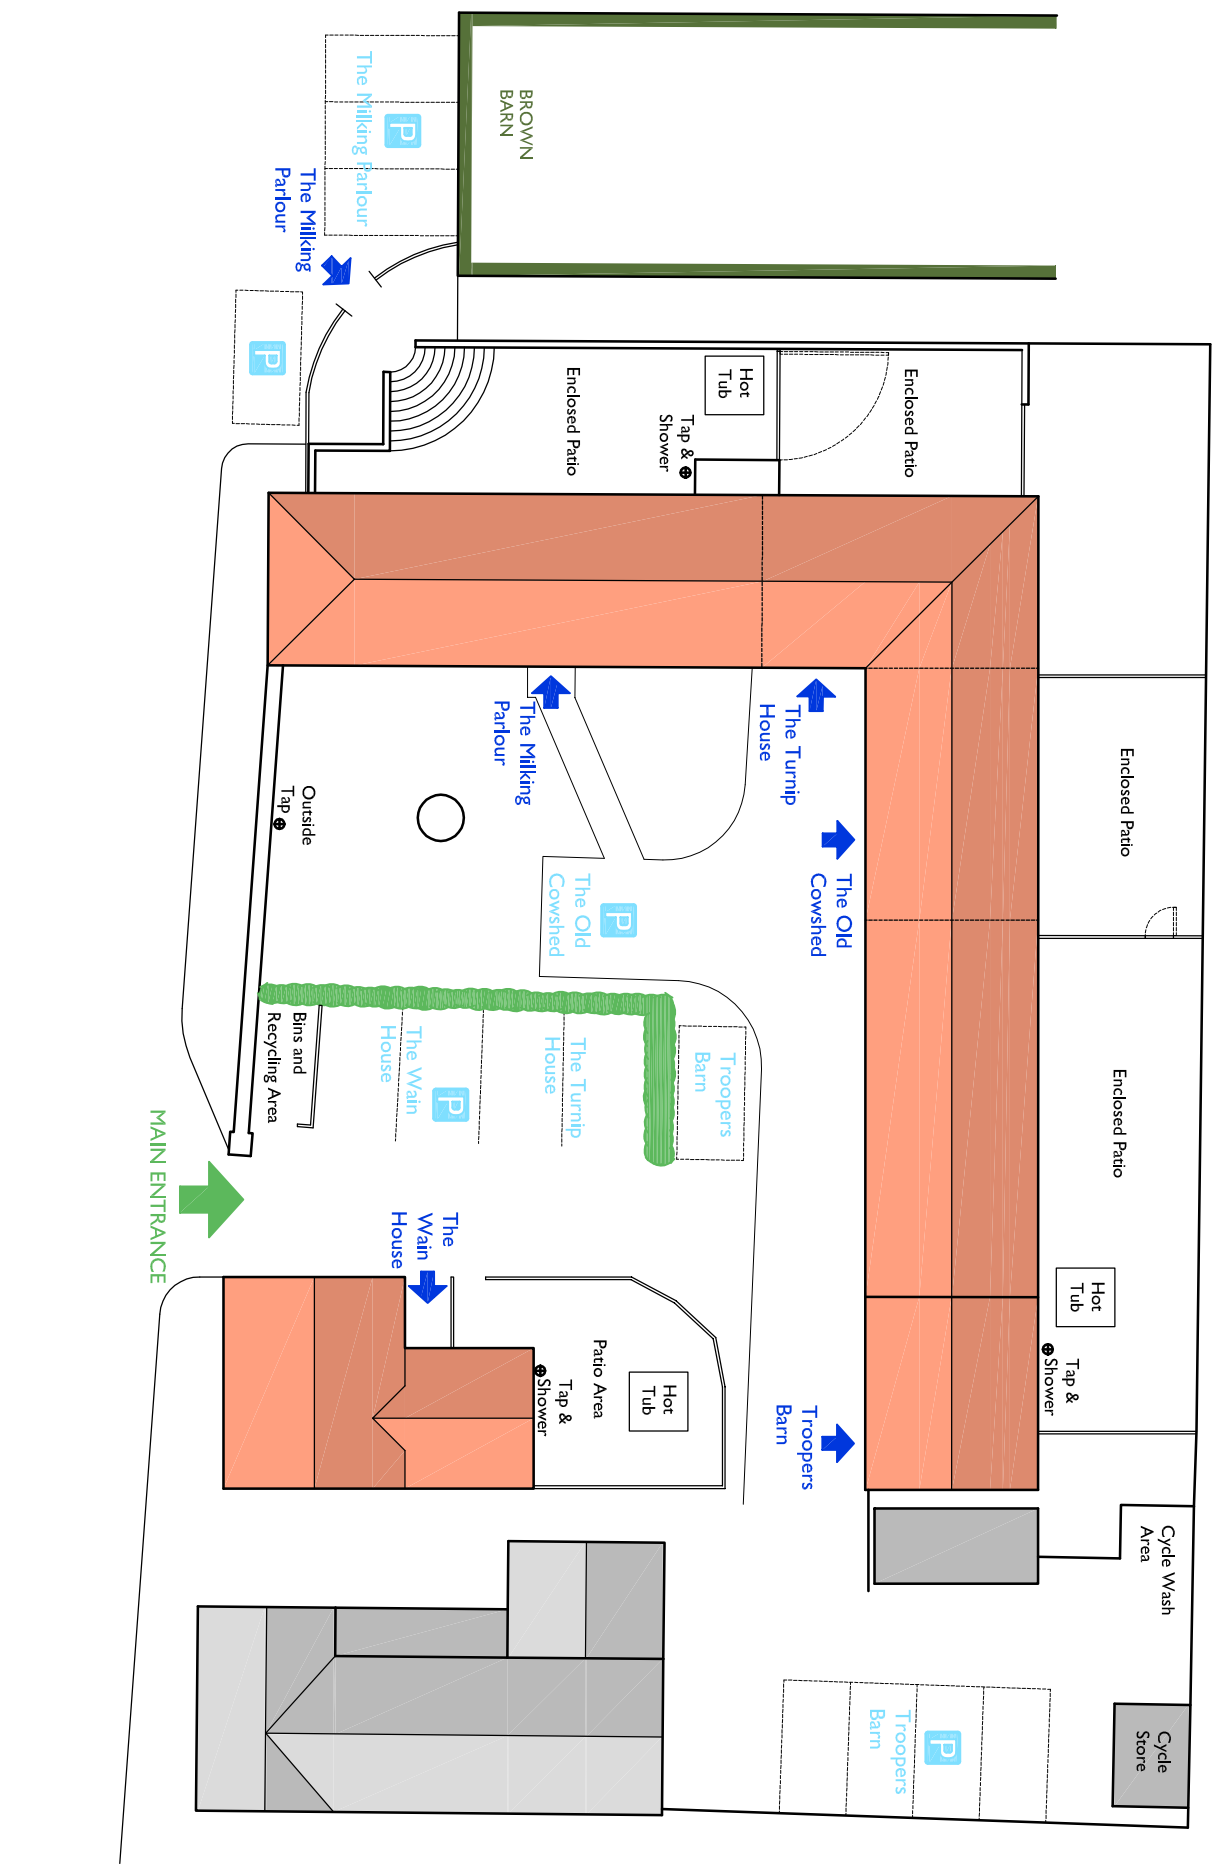 BROWN
BARN
The Milking Parlour
P
The Milking
Parlour
P
Enclosed Patio
Hot
Tub
Tap &
Shower
Enclosed Patio
The Milking
Parlour
The Turnip
House
The Old
Cowshed
Outside
Tap
The Old
Cowshed
P
Enclosed Patio
Enclosed Patio
Bins and
Recycling Area
The Wain
House
P
The Turnip
House
Troopers
Barn
MAIN ENTRANCE
The
Wain
House
Patio Area
Hot
Tub
Tap &
Shower
Troopers
Barn
Hot
Tub
Tap &
Shower
Cycle Wash
Area
Cycle
Store
Troopers
Barn
P